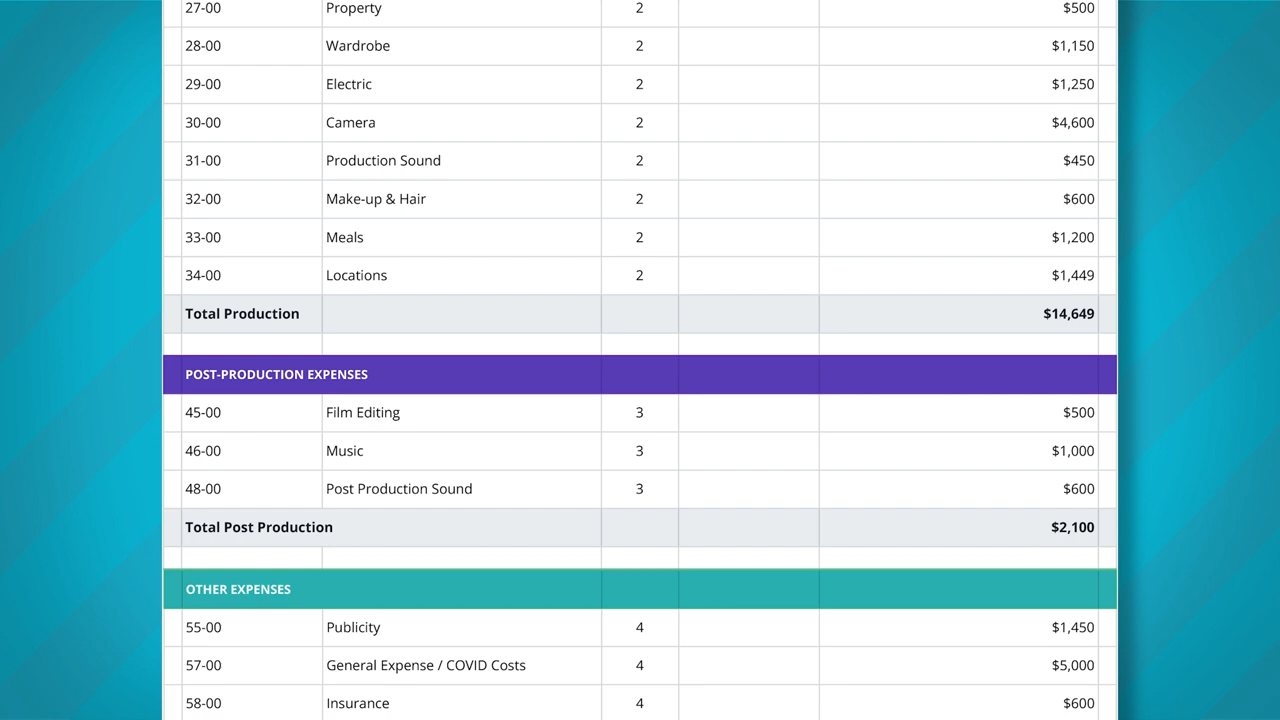 27-00 Property 2 $500
28-00 Wardrobe 2 $1,150
29-00 Electric 2 $1,250
30-00 Camera 2 $4,600
31-00 Production Sound 2 $450
32-00 Make-up & Hair 2 $600
33-00 Meals 2 $1,200
34-00 Locations 2 $1,449
Total Production $14,649
POST-PRODUCTION EXPENSES
45-00 Film Editing 3 $500
46-00 Music 3 $1,000
48-00 Post Production Sound 3 $600
Total Post Production $2,100
OTHER EXPENSES
55-00 Publicity 4 $1,450
57-00 General Expense / COVID Costs 4 $5,000
58-00 Insurance 4 $600